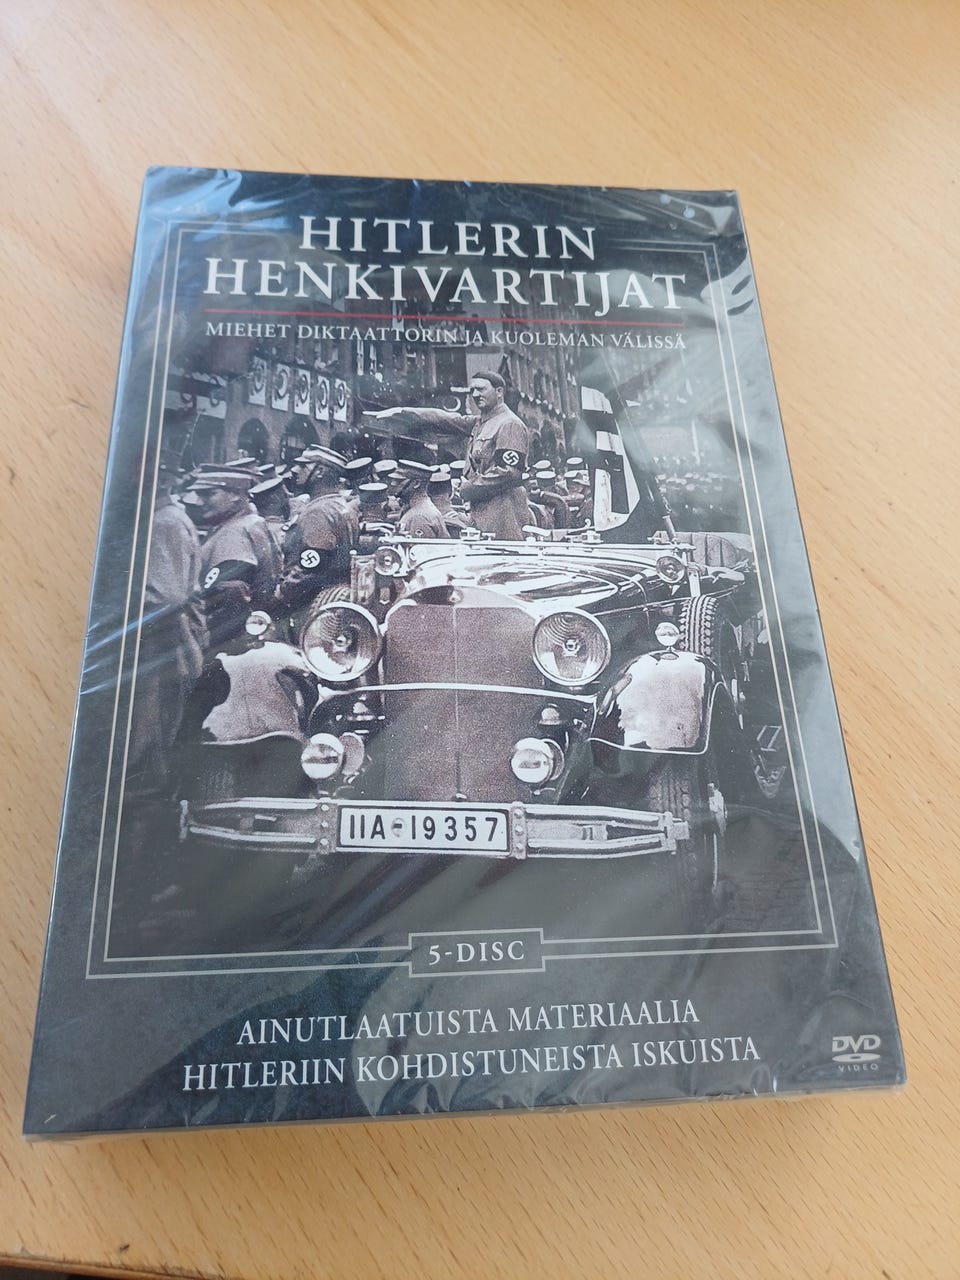 HITLERIN
HENKIVARTIJAT
MIEHET DIKTAATTORIN JA KUOLEMAN VÄLISSÄ
IIA-19357
5-DISC
AINUTLAATUISTA MATERIAALIA
HITLERIIN KOHDISTUNEISTA ISKUISTA
DVD
VIDEO